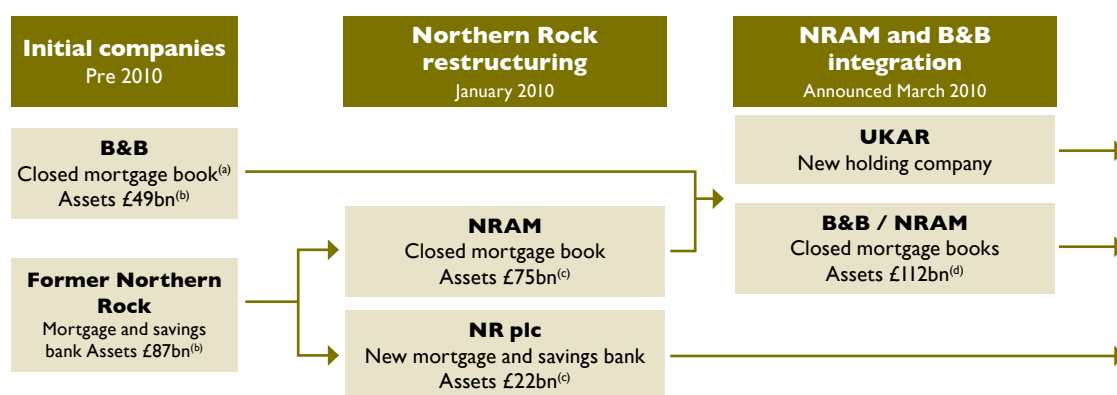 Initial companies
Pre 2010
Northern Rock
restructuring
January 2010
NRAM and B&B
integration
Announced March 2010
B&B
Closed mortgage book(a)
Assets £49bn(b)
Former Northern
Rock
Mortgage and savings
bank Assets £87bn(b)
NRAM
Closed mortgage book
Assets £75bn(c)
NR plc
New mortgage and savings bank
Assets £22bn(c)
UKAR
New holding company
B&B / NRAM
Closed mortgage books
Assets £112bn(d)